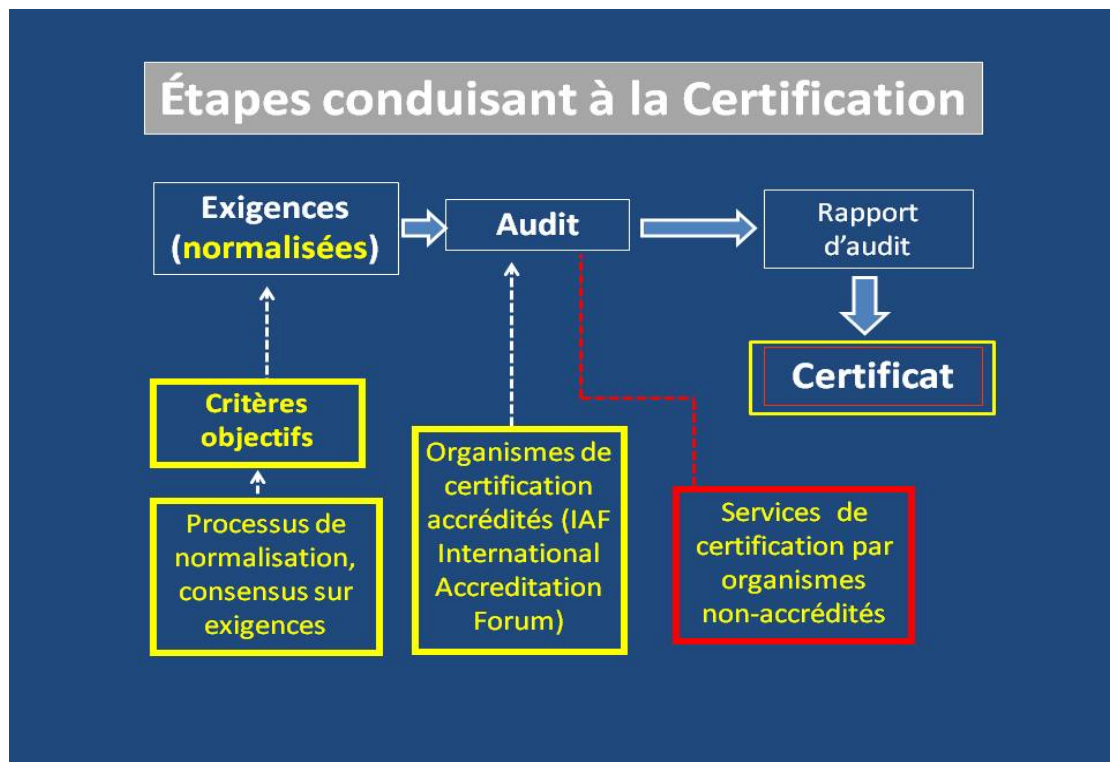 Étapes conduisant à la Certification
Exigences
(normalisées)
Audit
Rapport
d’audit
Certificat
Critères
objectifs
Processus de
normalisation,
consensus sur
exigences
Organismes de
certification
accrédités (IAF
International
Accreditation
Forum)
Services de
certification par
organismes
non-accrédités